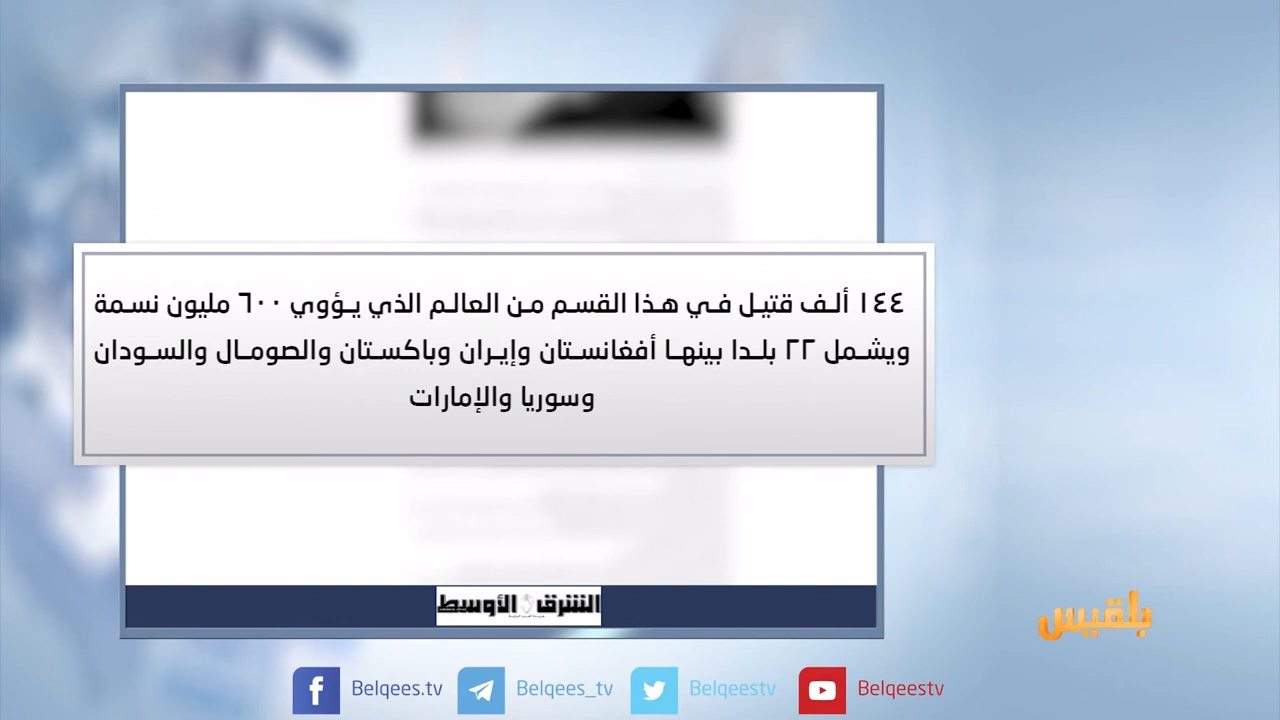 ١٤٤ ألف قتيل في هذا القسم من العالم الذي يؤوي ٦٠٠ مليون نسمة
ويشمل ٢٢ بلدا بينها أفغانستان وإيران وباكستان والصومال والسودان
وسوريا والإمارات
الشرق الأوسط
بلقيس
Belqees.tv
Belqees_tv
Belqeestv
Belqeestv